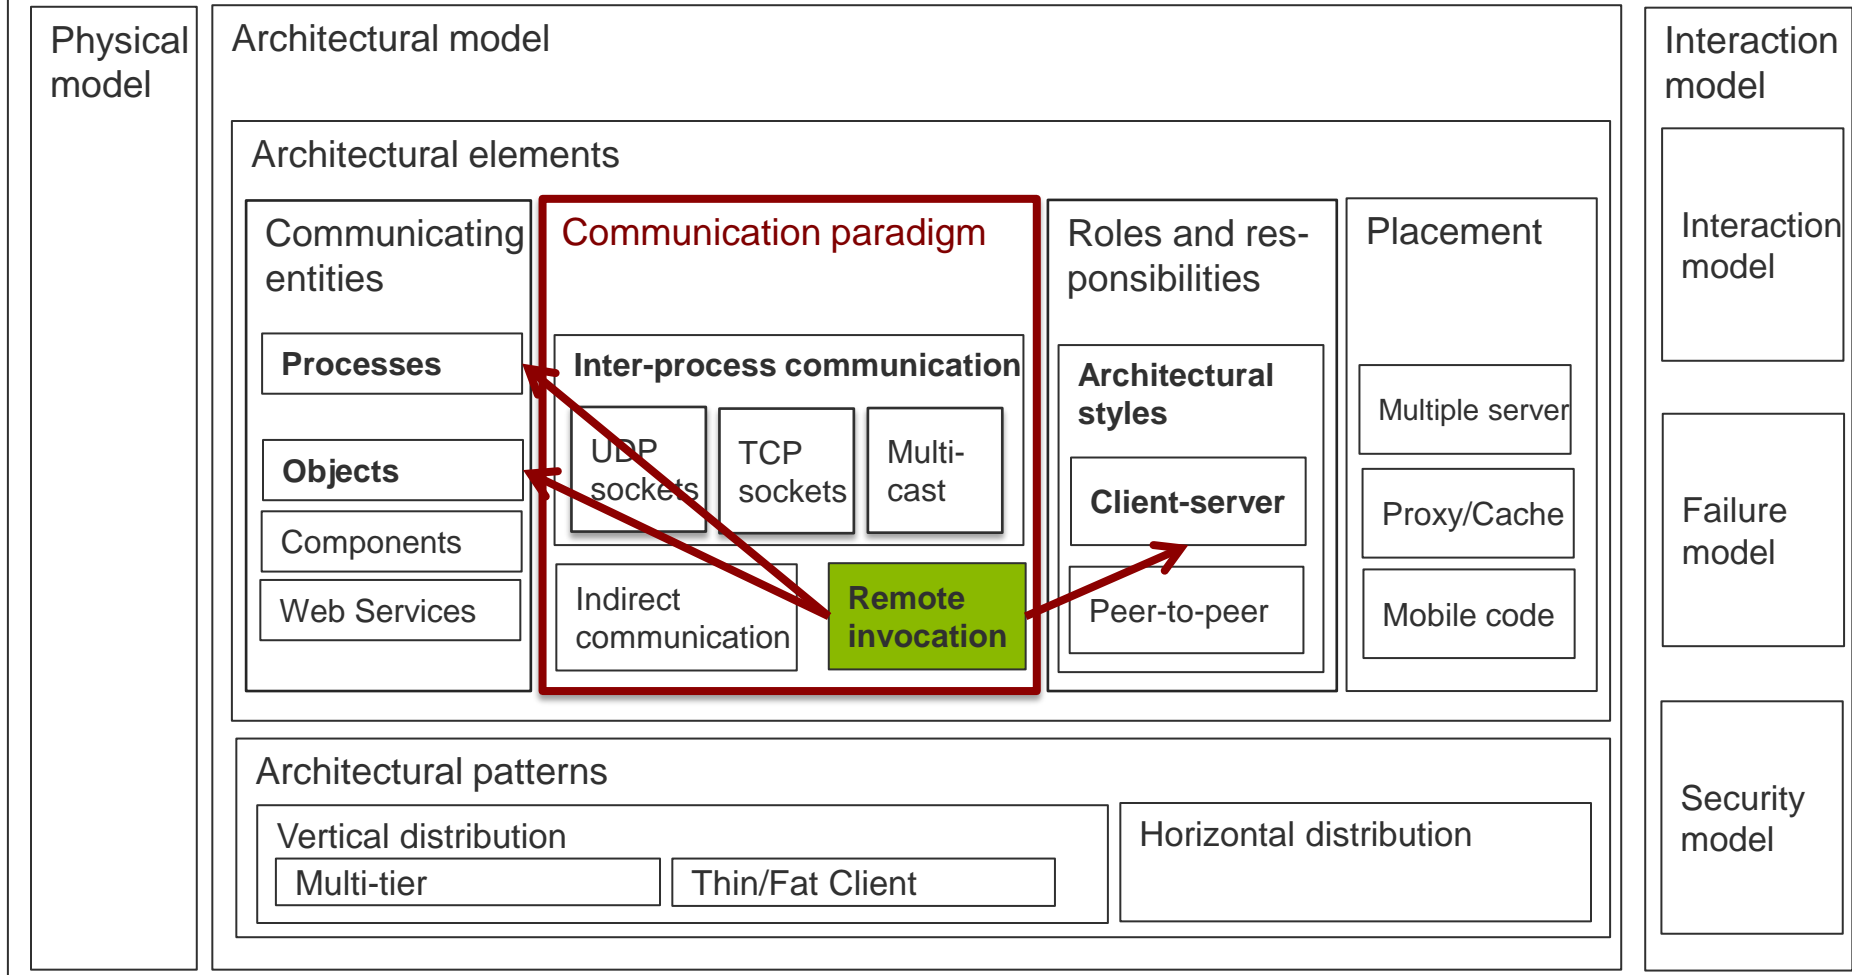 Physical
model
Architectural model
Architectural elements
Communicating
entities
Processes
Objects
Components
Web Services
Communication paradigm
Inter-process communication
UDP
sockets
TCP
sockets
Multi-
cast
Indirect
communication
Remote
invocation
Roles and res-
ponsibilities
Architectural
styles
Client-server
Peer-to-peer
Placement
Multiple server
Proxy/Cache
Mobile code
Architectural patterns
Vertical distribution
Multi-tier
Thin/Fat Client
Horizontal distribution
Interaction
model
Interaction
model
Failure
model
Security
model